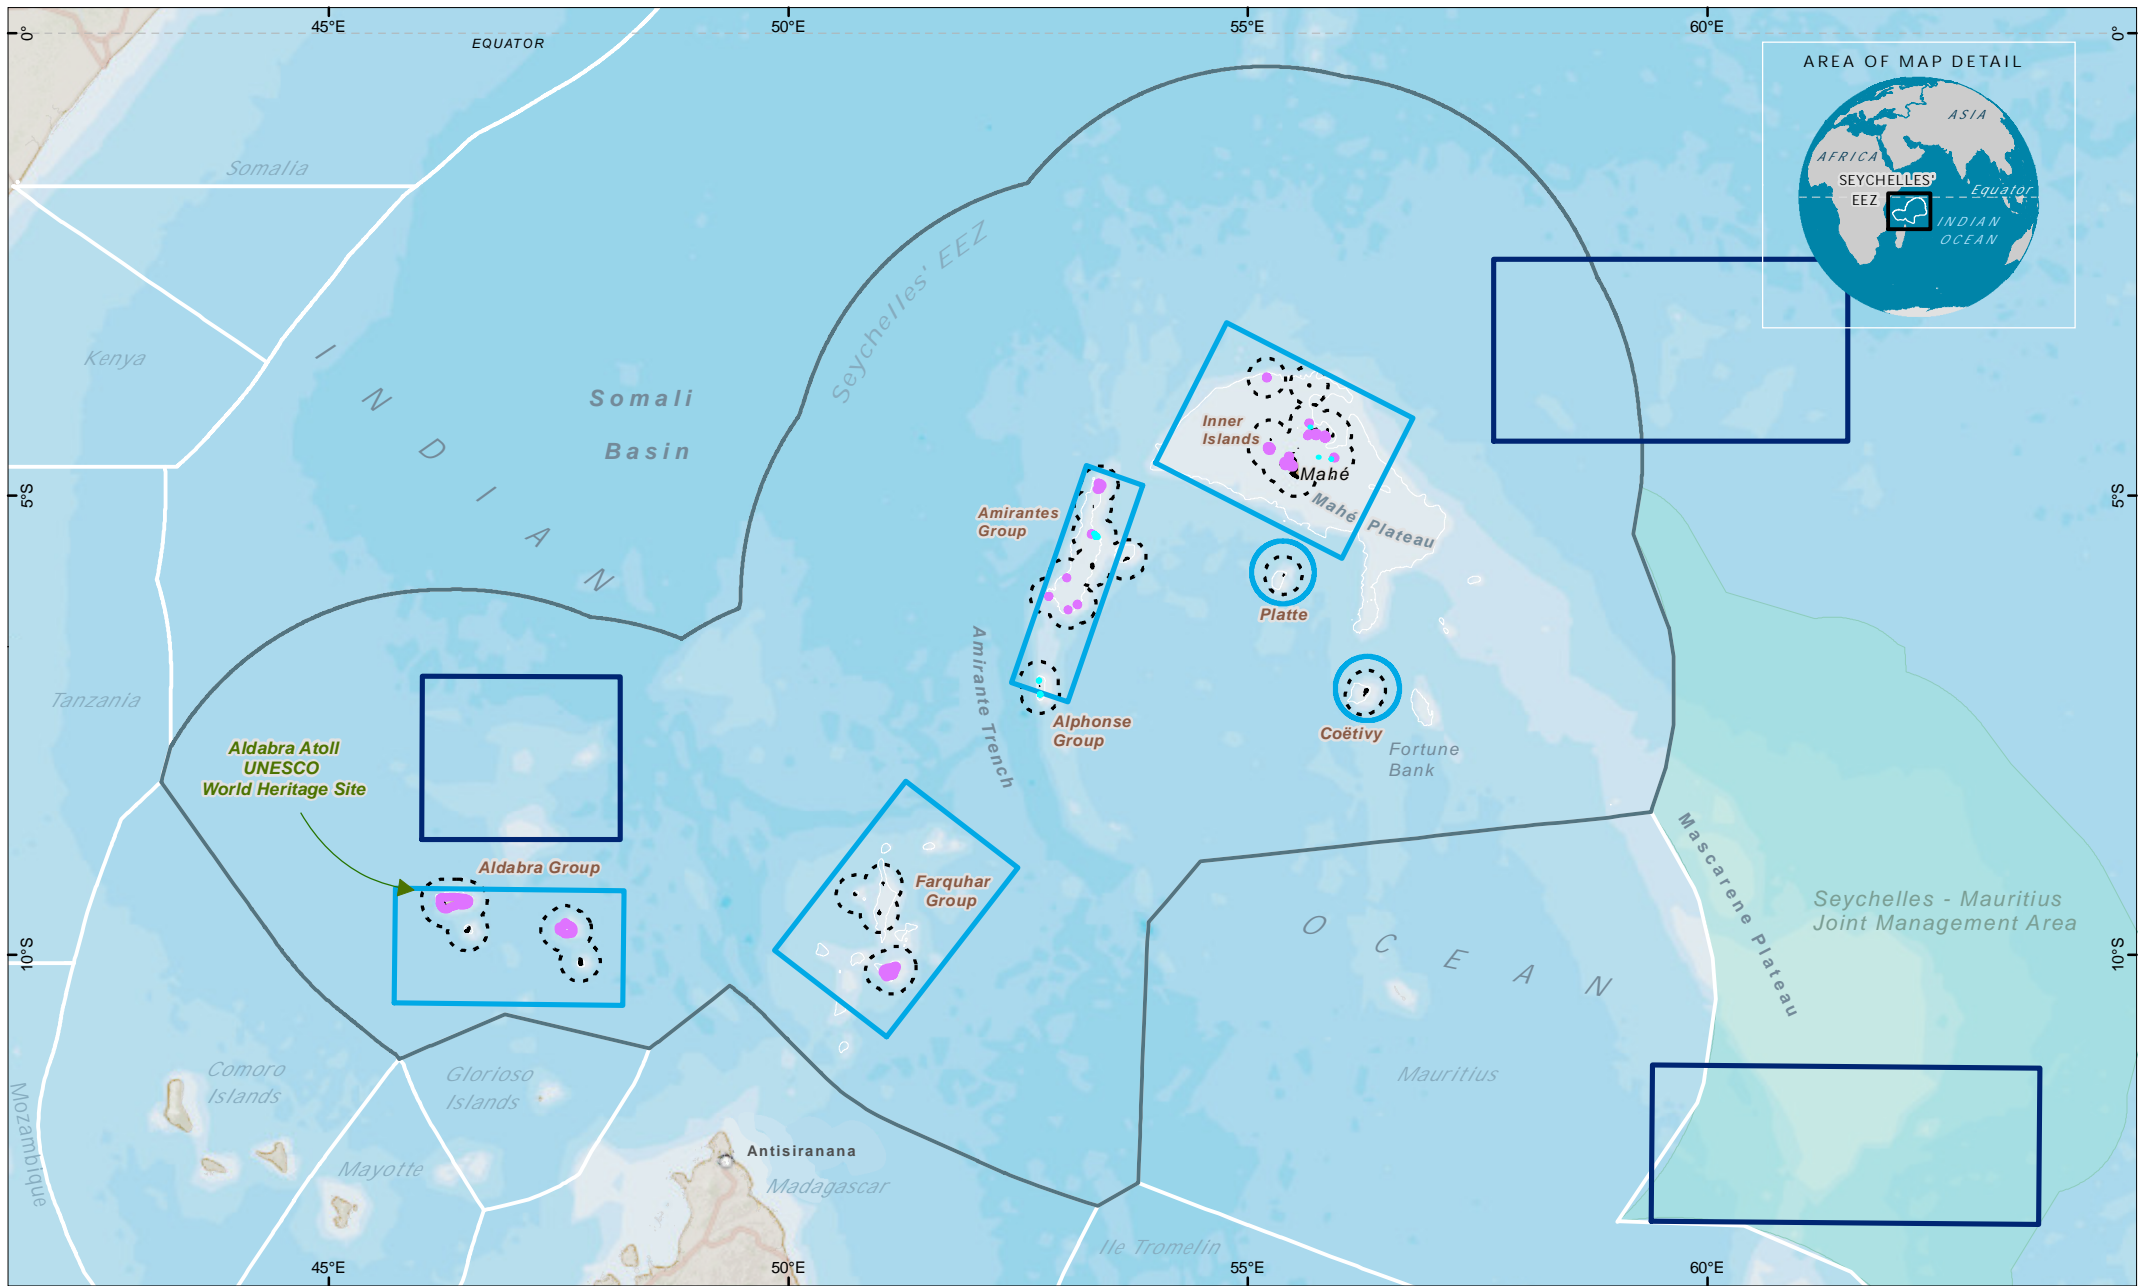 45°E
50°E
55°E
60°E
0°
0°
EQUATOR
AREA OF MAP DETAIL
ASIA
AFRICA
SEYCHELLES'
EEZ
Equator
INDIAN
OCEAN
Somalia
Seychelles' EEZ
Kenya
INDIAN
Somali
Basin
Inner
Islands
Mahé
Mahé Plateau
5°S
5°S
Amirantes
Group
Platte
Amirante Trench
Tanzania
Alphonse
Group
Coëtivy
Fortune
Bank
Aldabra Atoll
UNESCO
World Heritage Site
Aldabra Group
Farquhar
Group
Mascarene Plateau
Seychelles - Mauritius
Joint Management Area
OCEAN
10°S
10°S
Comoro
Islands
Glorioso
Islands
Mauritius
Mozambique
Mayotte
Antisiranana
Madagascar
Ile Tromelin
45°E
50°E
55°E
60°E